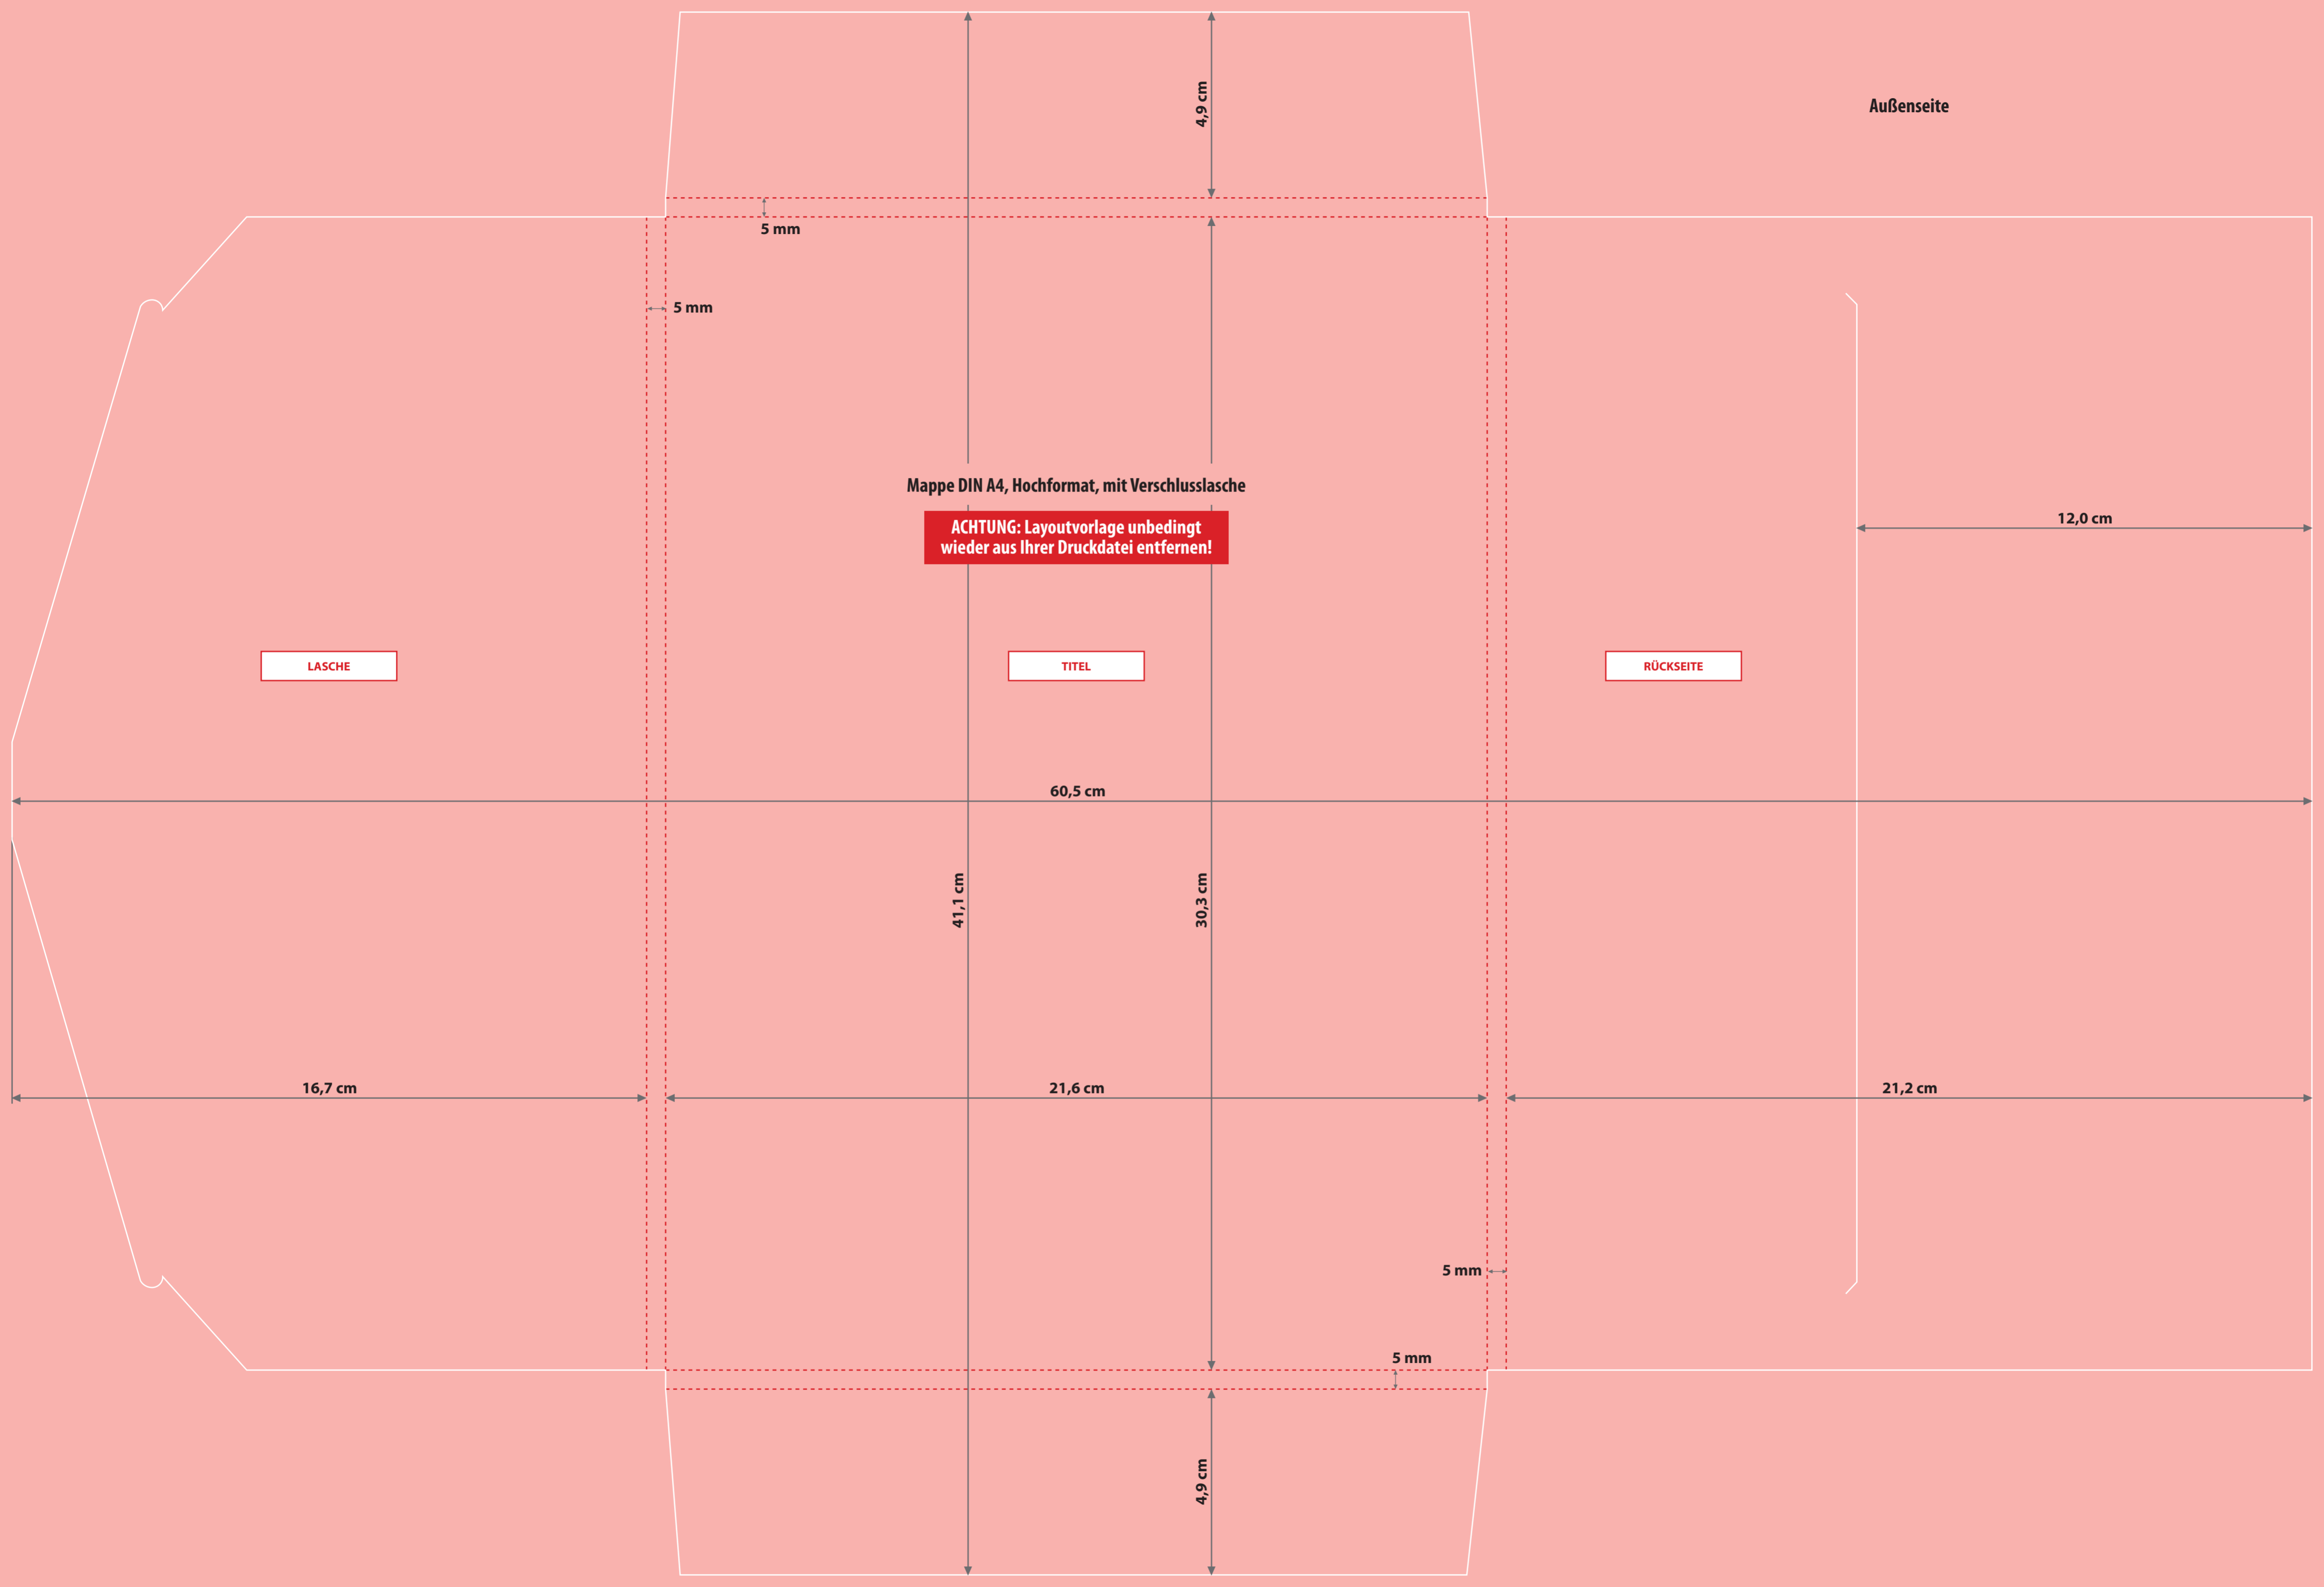 4,9 cm
Außenseite
5 mm
5 mm
Mappe DIN A4, Hochformat, mit Verschlusslasche
ACHTUNG: Layoutvorlage unbedingt
wieder aus Ihrer Druckdatei entfernen!
12,0 cm
LASCHE
TITEL
RÜCKSEITE
60,5 cm
41,1 cm
30,3 cm
16,7 cm
21,6 cm
21,2 cm
5 mm
5 mm
4,9 cm